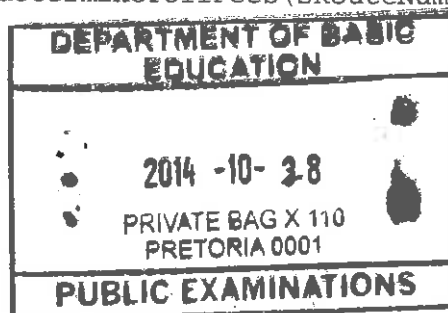 DEPARTMENT OF BASIC
EDUCATION
2014 -10- 28
PRIVATE BAG X 110
PRETORIA 0001
PUBLIC EXAMINATIONS